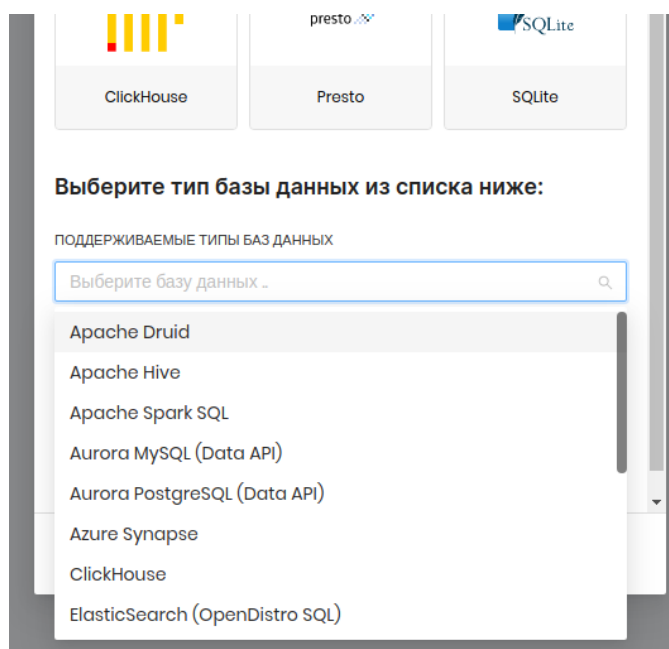 presto
SQLite
ClickHouse
Presto
SQLite
Выберите тип базы данных из списка ниже:
ПОДДЕРЖИВАЕМЫЕ ТИПЫ БАЗ ДАННЫХ
Выберите базу данных ..
Apache Druid
Apache Hive
Apache Spark SQL
Aurora MySQL (Data API)
Aurora PostgreSQL (Data API)
Azure Synapse
ClickHouse
ElasticSearch (OpenDistro SQL)